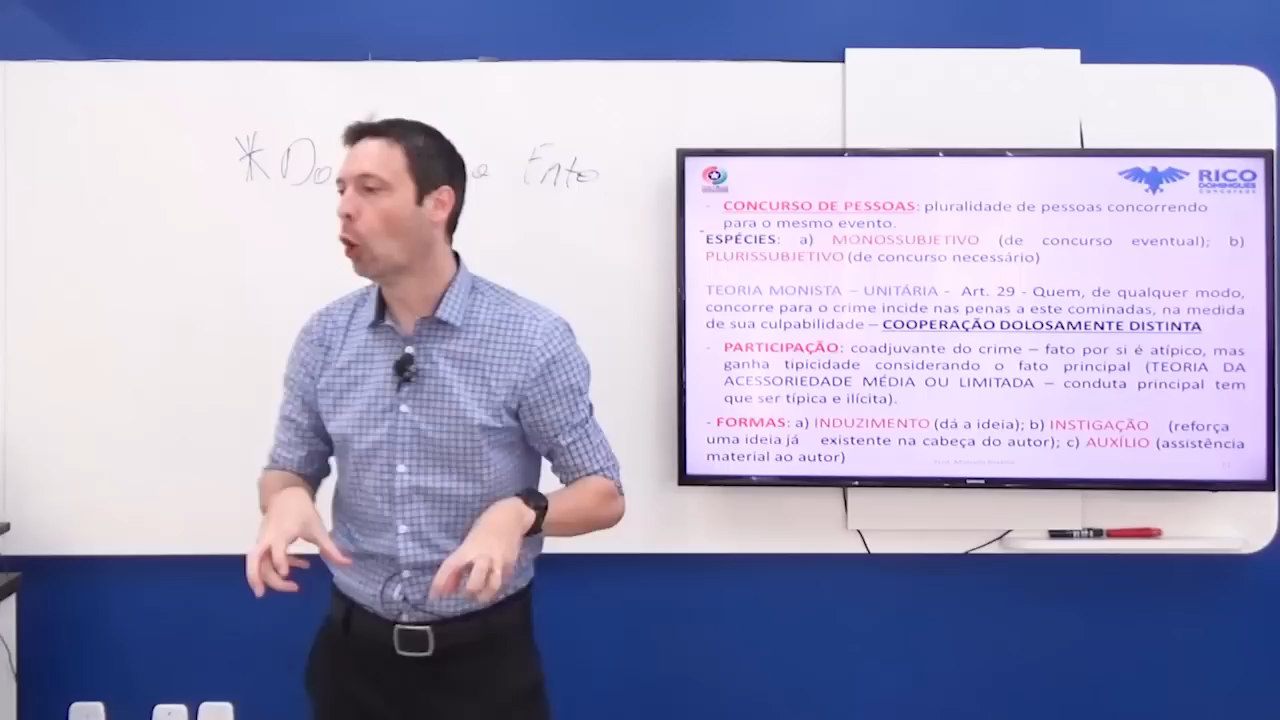 * Do
Ento
RICO
DOMINGUES
CONCURSOS
- CONCURSO DE PESSOAS: pluralidade de pessoas concorrendo
para o mesmo evento.
ESPÉCIES: a) MONOSSUBJETIVO (de concurso eventual); b)
PLURISSUBJETIVO (de concurso necessário)
TEORIA MONISTA – UNITÁRIA - Art. 29 - Quem, de qualquer modo,
concorre para o crime incide nas penas a este cominadas, na medida
de sua culpabilidade – COOPERAÇÃO DOLOSAMENTE DISTINTA
- PARTICIPAÇÃO: coadjuvante do crime – fato por si é atípico, mas
ganha tipicidade considerando o fato principal (TEORIA DA
ACESSORIEDADE MÉDIA OU LIMITADA – conduta principal tem
que ser típica e ilícita).
- FORMAS: a) INDUZIMENTO (dá a ideia); b) INSTIGAÇÃO (reforça
uma ideia já existente na cabeça do autor); c) AUXÍLIO (assistência
material ao autor)